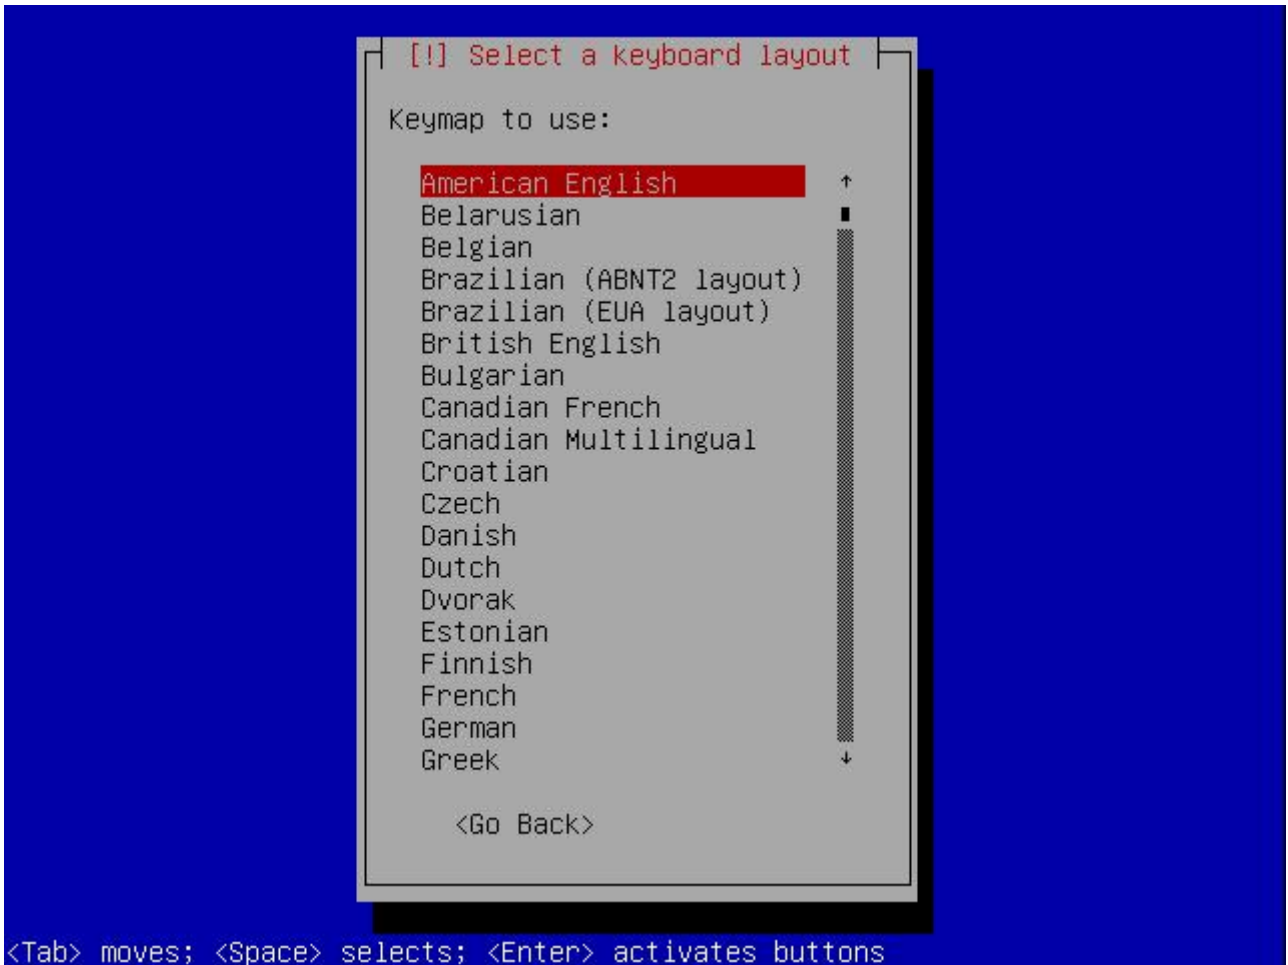 [!] Select a keyboard layout
Keymap to use:
American English
Belarusian
Belgian
Brazilian (ABNT2 layout)
Brazilian (EUA layout)
British English
Bulgarian
Canadian French
Canadian Multilingual
Croatian
Czech
Danish
Dutch
Dvorak
Estonian
Finnish
French
German
Greek
<Go Back>
<Tab> moves; <Space> selects; <Enter> activates buttons